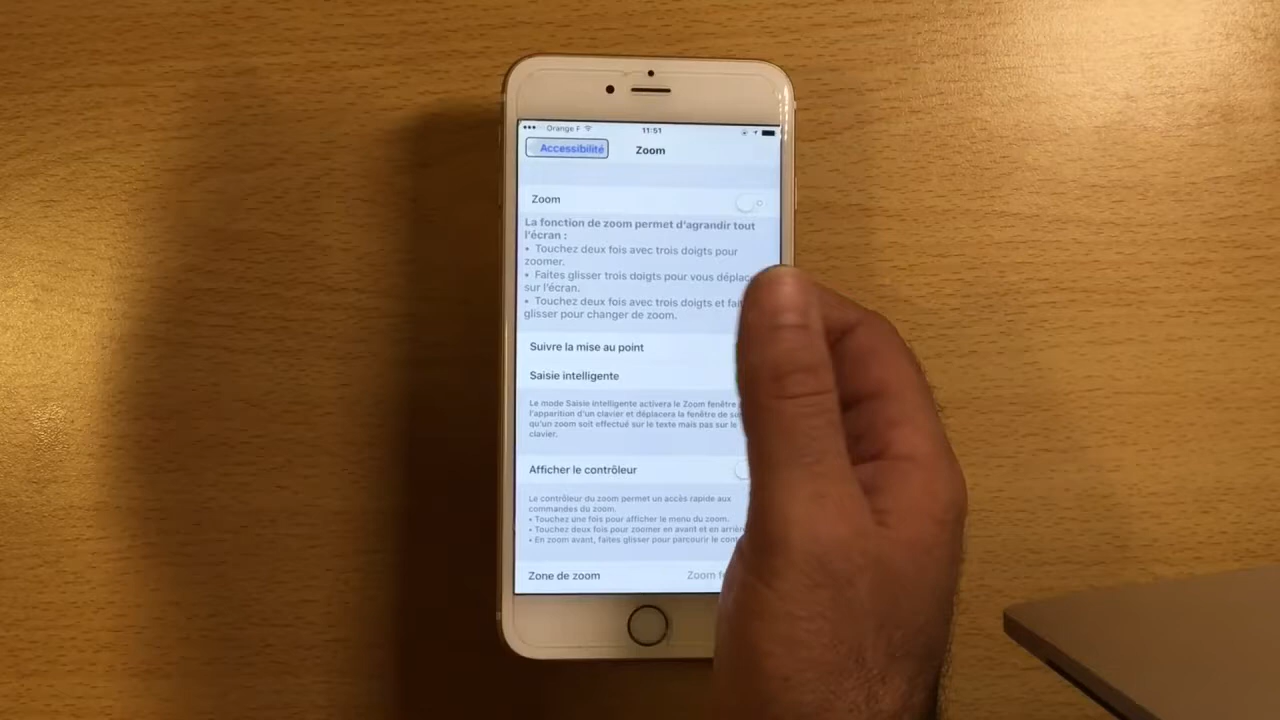 Orange F 11:51
Accessibilité Zoom
Zoom
La fonction de zoom permet d'agrandir tout
l'écran :
• Touchez deux fois avec trois doigts pour
zoomer.
• Faites glisser trois doigts pour vous déplac
sur l'écran.
• Touchez deux fois avec trois doigts et fai
glisser pour changer de zoom.
Suivre la mise au point
Saisie intelligente
Le mode Saisie intelligente activera le Zoom fenêtre
l'apparition d'un clavier et déplacera la fenêtre de
qu'un zoom soit effectué sur le texte mais pas sur le
clavier.
Afficher le contrôleur
Le contrôleur du zoom permet un accès rapide aux
commandes du zoom.
• Touchez une fois pour afficher le menu du zoom.
• Touchez deux fois pour zoomer en avant et en arrièr
• En zoom avant, faites glisser pour parcourir le cont
Zone de zoom Zoom